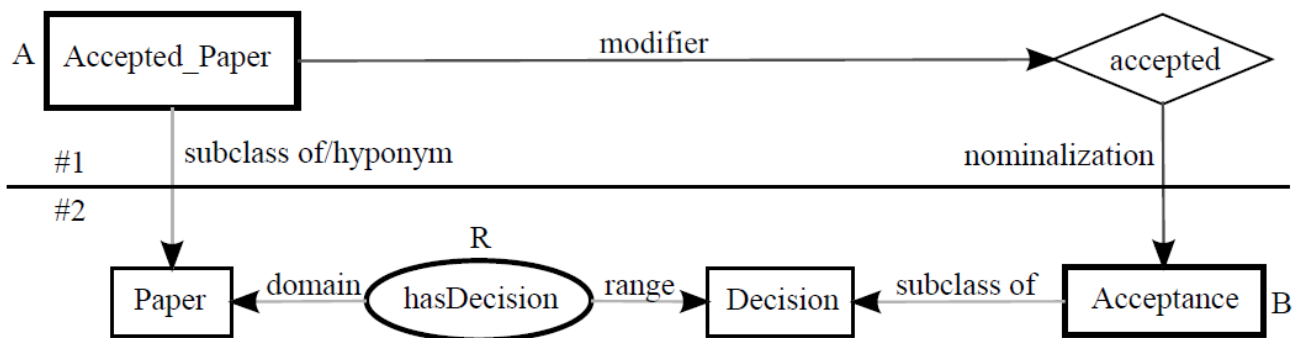 A
Accepted_Paper
modifier
accepted
#1
subclass of/hyponym
nominalization
#2
R
Paper
domain
hasDecision
range
Decision
subclass of
Acceptance
B